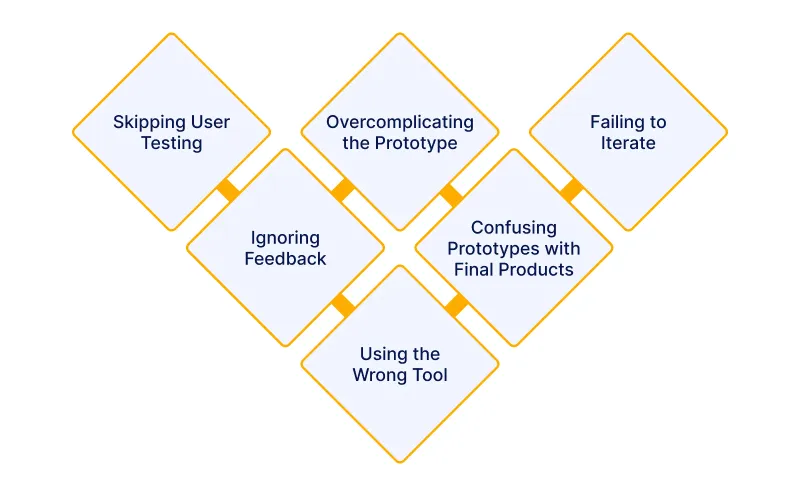 Skipping User
Testing
Overcomplicating
the Prototype
Failing to
Iterate
Ignoring
Feedback
Confusing
Prototypes with
Final Products
Using the
Wrong Tool